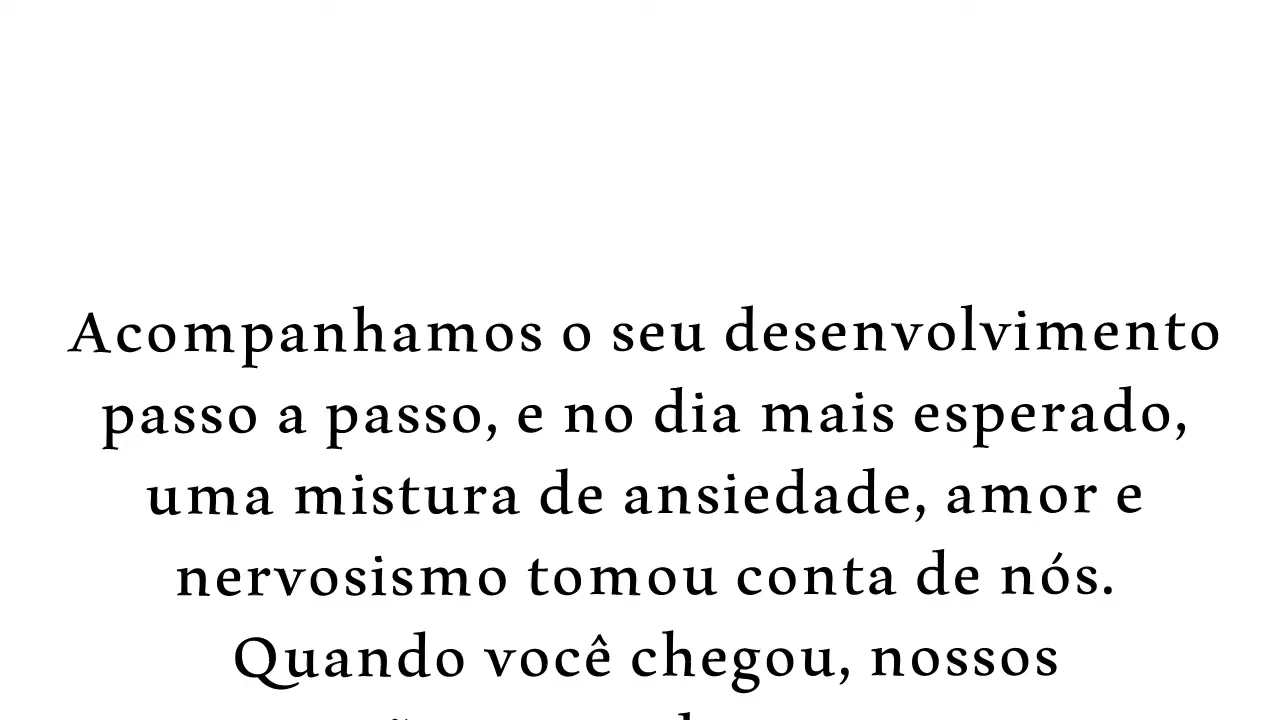 Acompanhamos o seu desenvolvimento
passo a passo, e no dia mais esperado,
uma mistura de ansiedade, amor e
nervosismo tomou conta de nós.
Quando você chegou, nossos